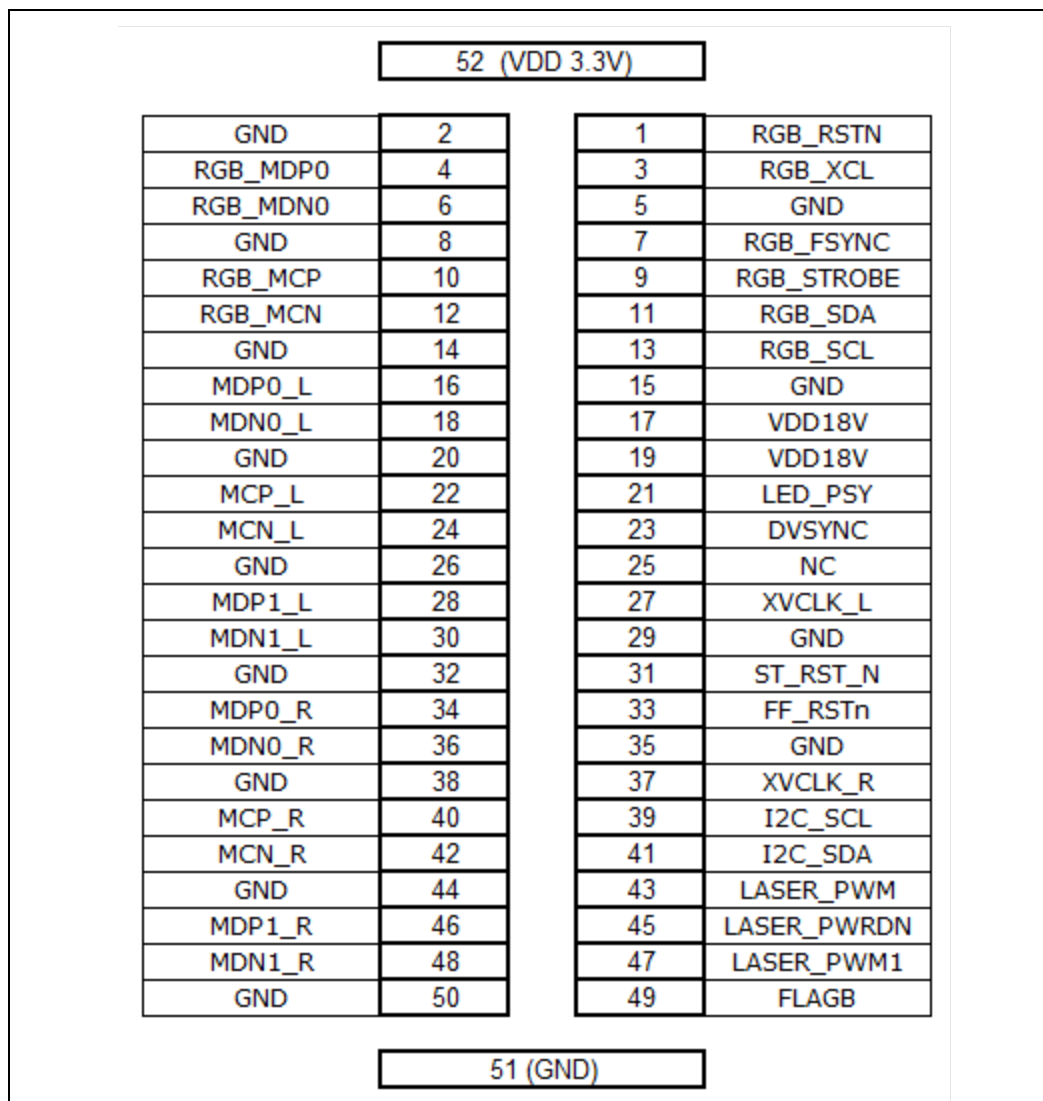 52 (VDD 3.3V)
GND 2 1 RGB_RSTN
RGB_MDP0 4 3 RGB_XCL
RGB_MDN0 6 5 GND
GND 8 7 RGB_FSYNC
RGB_MCP 10 9 RGB_STROBE
RGB_MCN 12 11 RGB_SDA
GND 14 13 RGB_SCL
MDP0_L 16 15 GND
MDN0_L 18 17 VDD18V
GND 20 19 VDD18V
MCP_L 22 21 LED_PSY
MCN_L 24 23 DVSYNC
GND 26 25 NC
MDP1_L 28 27 XVCLK_L
MDN1_L 30 29 GND
GND 32 31 ST_RST_N
MDP0_R 34 33 FF_RSTn
MDN0_R 36 35 GND
GND 38 37 XVCLK_R
MCP_R 40 39 I2C_SCL
MCN_R 42 41 I2C_SDA
GND 44 43 LASER_PWM
MDP1_R 46 45 LASER_PWRDN
MDN1_R 48 47 LASER_PWM1
GND 50 49 FLAGB
51 (GND)